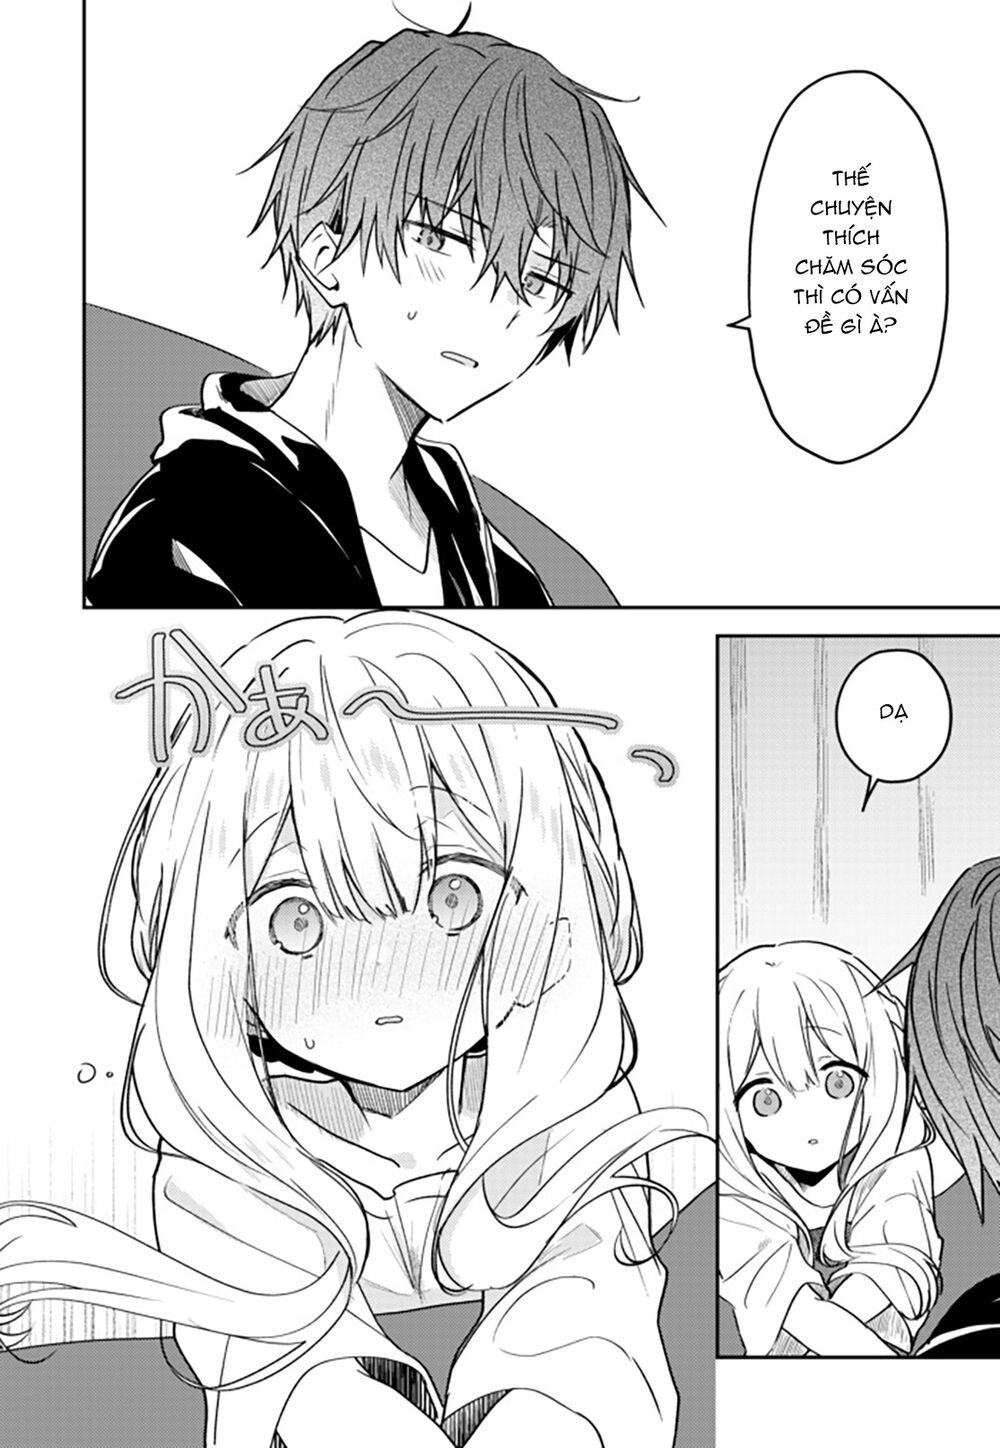 THẾ
CHUYỆN
THÍCH
CHĂM SÓC
THÌ CÓ VẤN
ĐỀ GÌ À?
DẠ
かぁ〜〜、